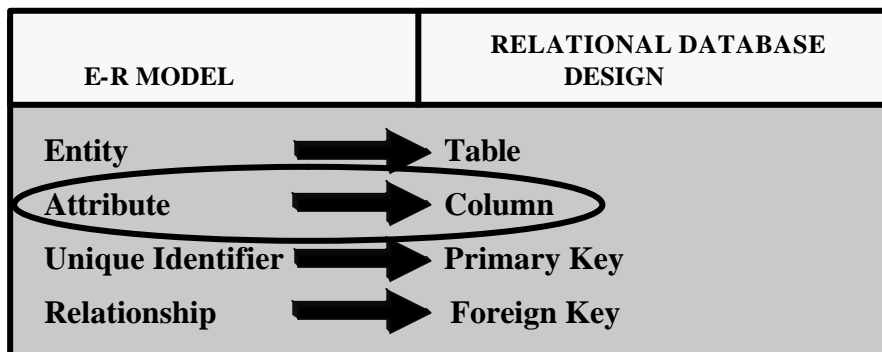 E-R MODEL
RELATIONAL DATABASE
DESIGN
Entity Table
Attribute Column
Unique Identifier Primary Key
Relationship Foreign Key